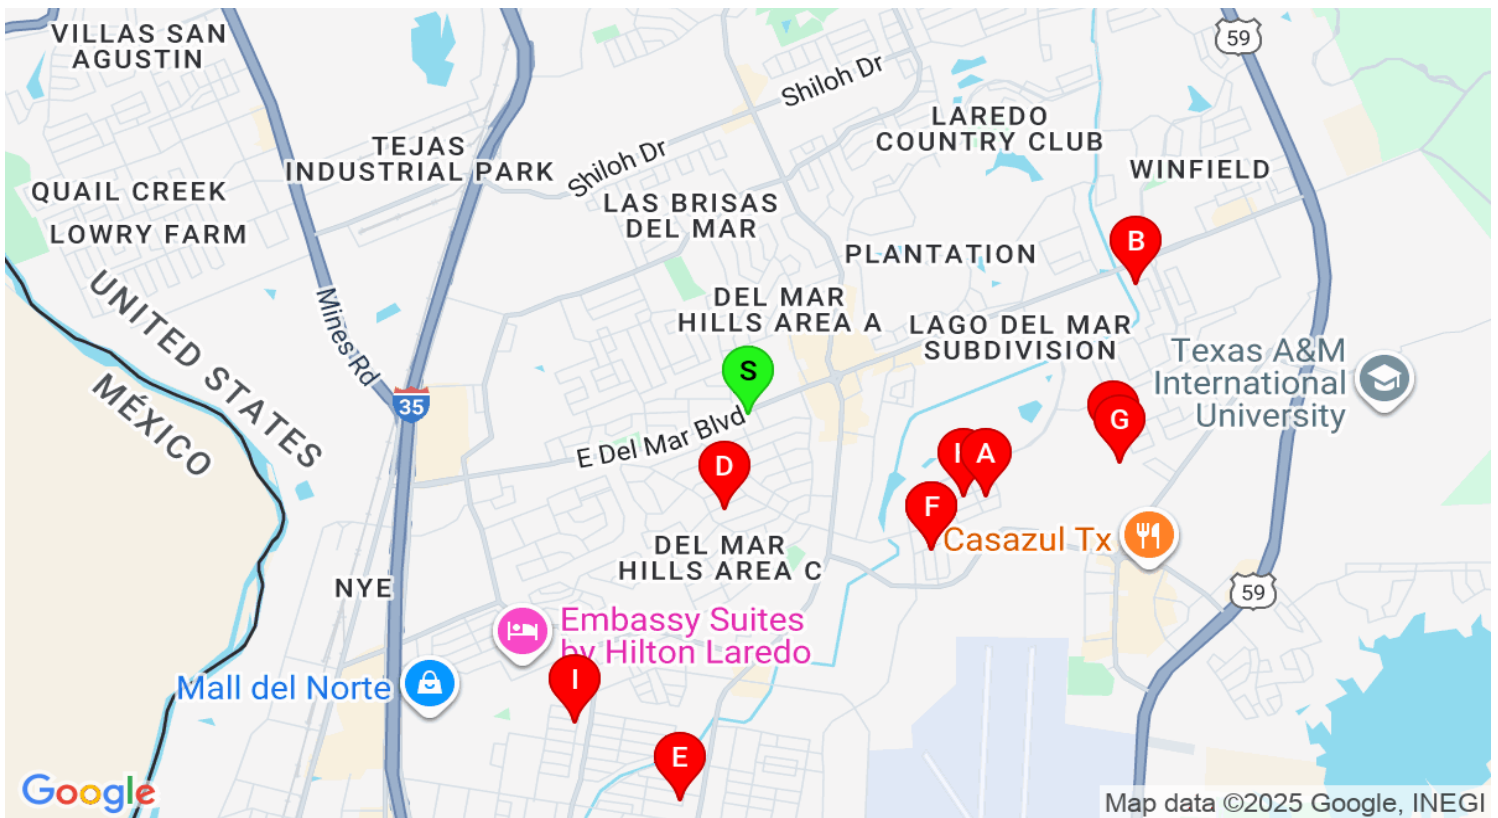 VILLAS SAN
AGUSTIN
59
Shiloh Dr
LAREDO
COUNTRY CLUB
TEJAS
INDUSTRIAL PARK
Shiloh Dr
WINFIELD
QUAIL CREEK
LAS BRISAS
DEL MAR
LOWRY FARM
B
PLANTATION
UNITED STATES
MÉXICO
Mines Rd
DEL MAR
HILLS AREA A
LAGO DEL MAR
SUBDIVISION
Texas A&M
International
University
S
35
E Del Mar Blvd
G
D
A
F
Casazul Tx
DEL MAR
HILLS AREA C
NYE
59
Embassy Suites
by Hilton Laredo
I
Mall del Norte
E
Google
Map data ©2025 Google, INEGI